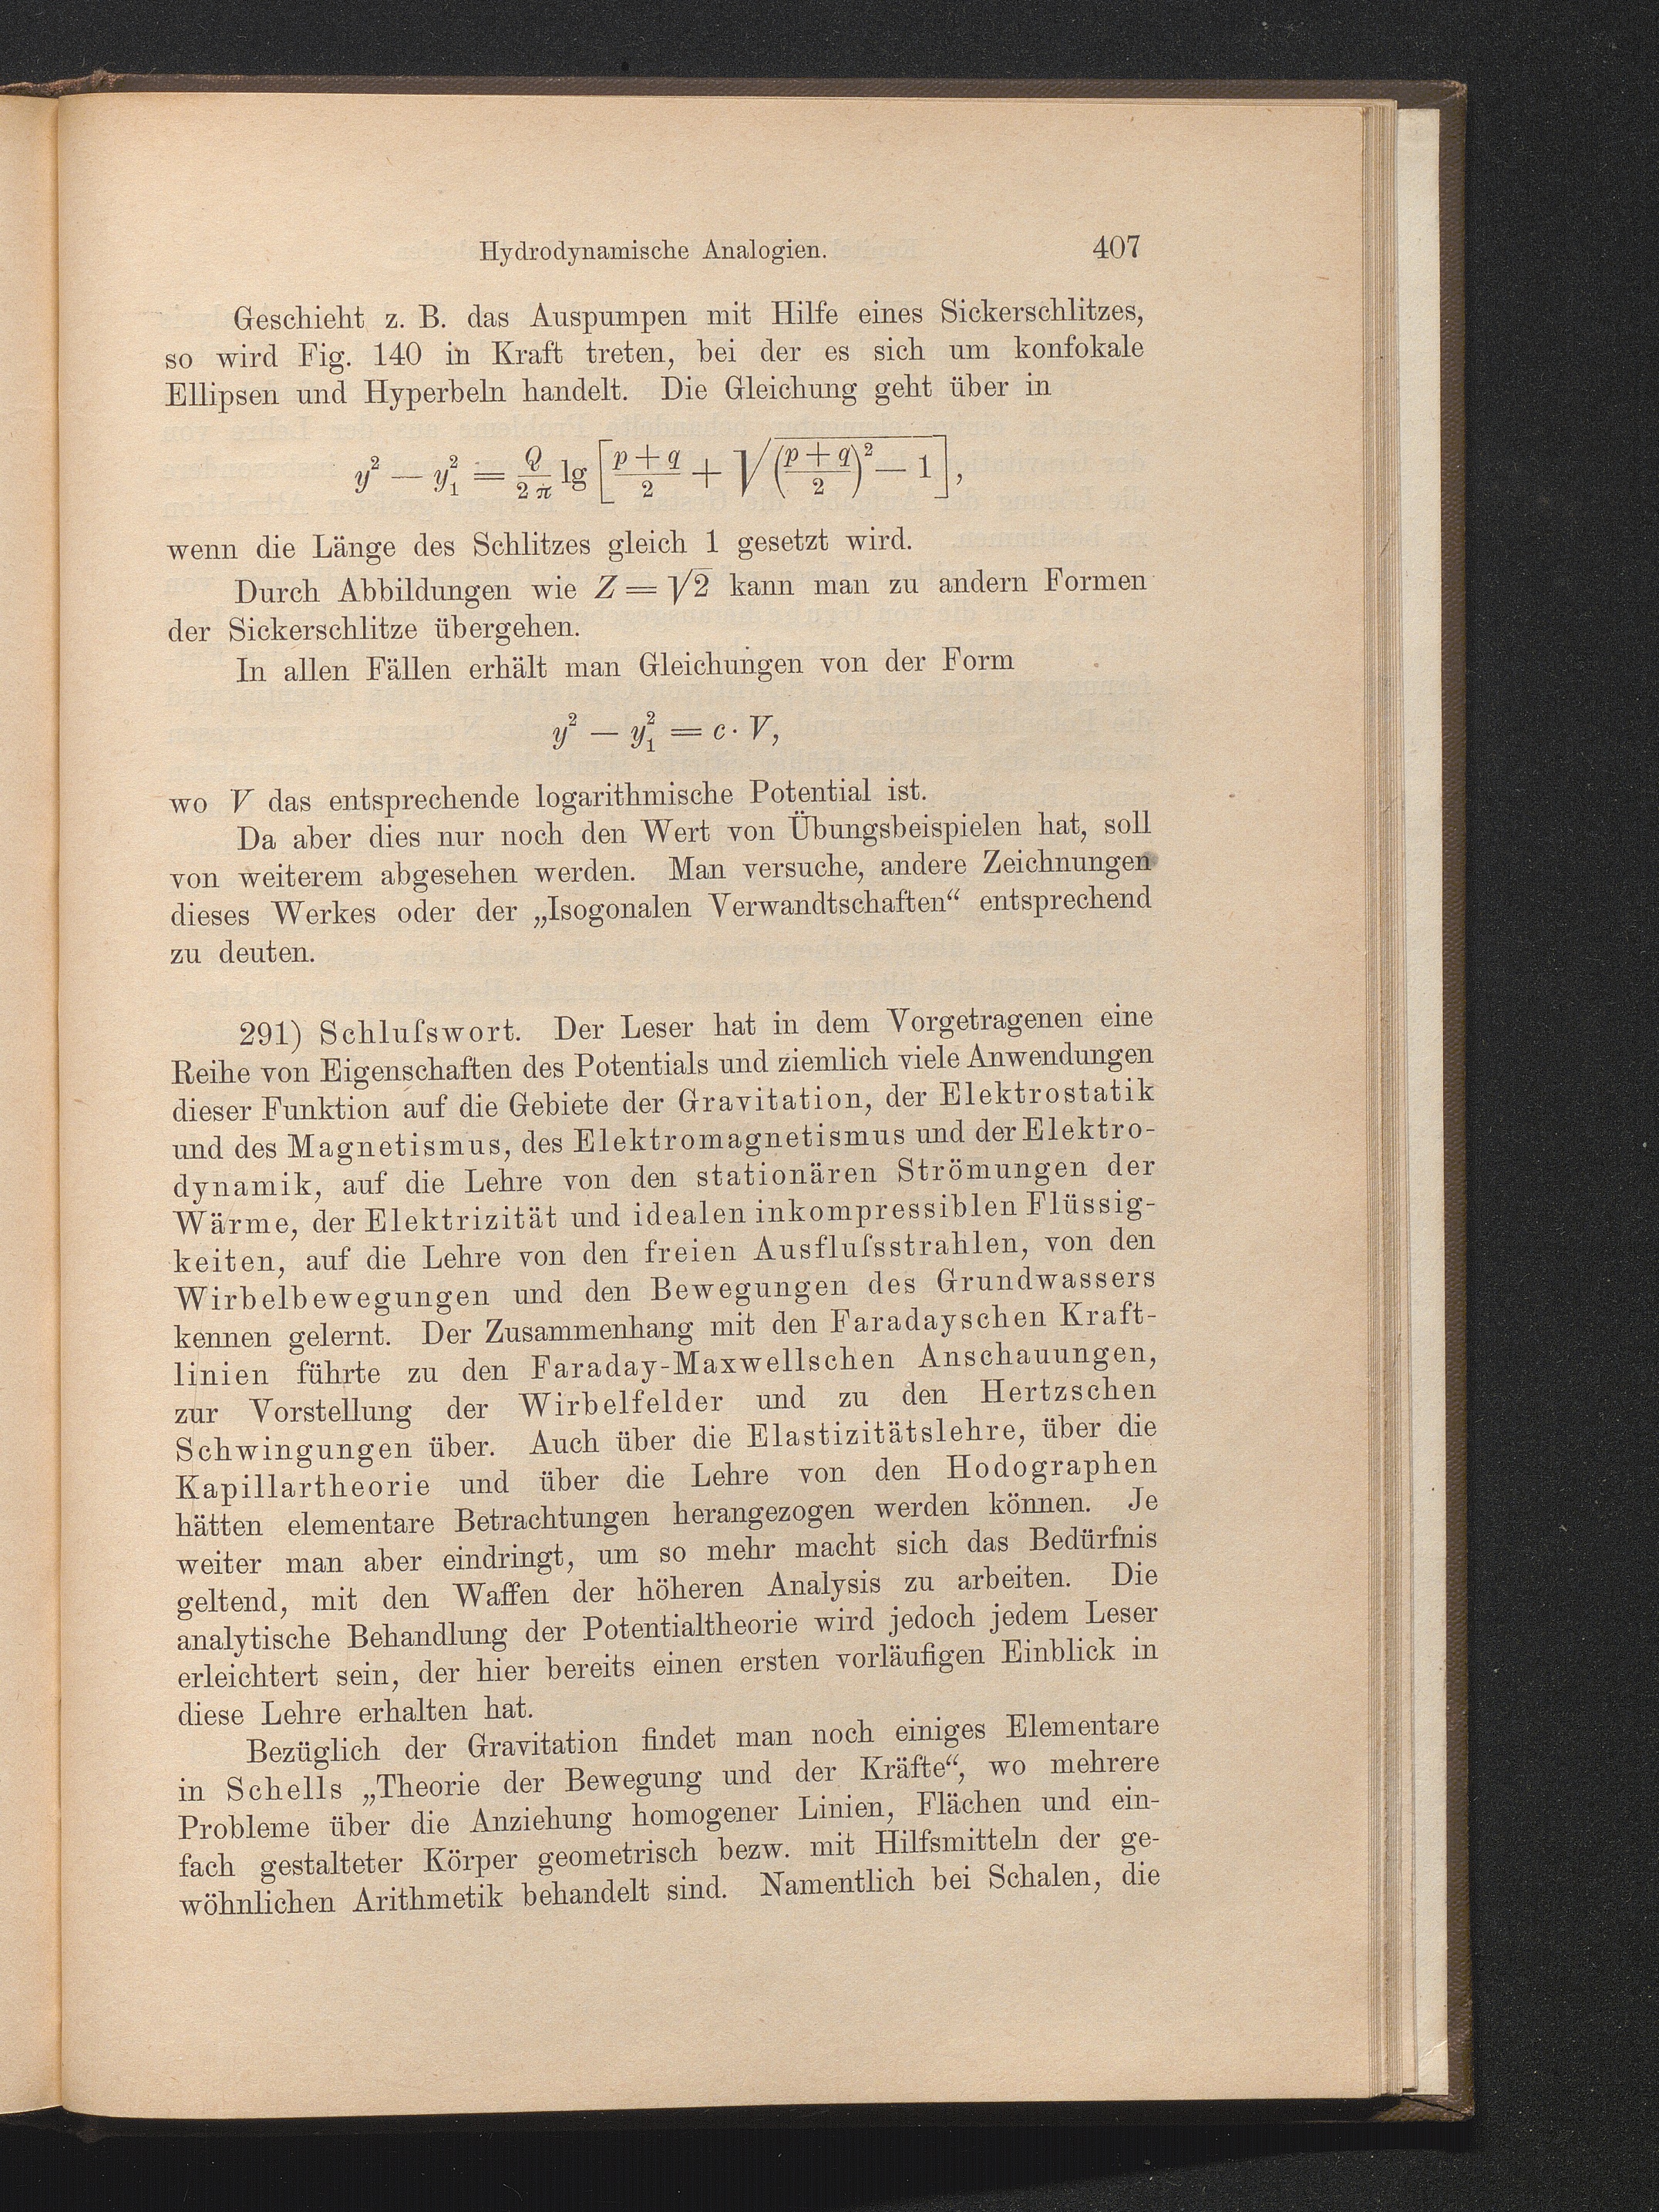 Hydrodynamische Analogien. 407
Geschieht z. B. das Auspumpen mit Hilfe eines Sickerschlitzes,
so wird Fig. 140 in Kraft treten, bei der es sich um konfokale
Ellipsen und Hyperbeln handelt. Die Gleichung geht über in
y² — y₁² = Q/2π lg [(p + q)/2 + √(((p + q)/2)² — 1)],
wenn die Länge des Schlitzes gleich 1 gesetzt wird.
Durch Abbildungen wie Z = √2 kann man zu andern Formen
der Sickerschlitze übergehen.
In allen Fällen erhält man Gleichungen von der Form
y² — y₁² = c · V,
wo V das entsprechende logarithmische Potential ist.
Da aber dies nur noch den Wert von Übungsbeispielen hat, soll
von weiterem abgesehen werden. Man versuche, andere Zeichnungen
dieses Werkes oder der „Isogonalen Verwandtschaften“ entsprechend
zu deuten.
291) Schluſswort. Der Leser hat in dem Vorgetragenen eine
Reihe von Eigenschaften des Potentials und ziemlich viele Anwendungen
dieser Funktion auf die Gebiete der Gravitation, der Elektrostatik
und des Magnetismus, des Elektromagnetismus und der Elektro-
dynamik, auf die Lehre von den stationären Strömungen der
Wärme, der Elektrizität und idealen inkompressiblen Flüssig-
keiten, auf die Lehre von den freien Ausfluſsstrahlen, von den
Wirbelbewegungen und den Bewegungen des Grundwassers
kennen gelernt. Der Zusammenhang mit den Faradayschen Kraft-
linien führte zu den Faraday-Maxwellschen Anschauungen,
zur Vorstellung der Wirbelfelder und zu den Hertzschen
Schwingungen über. Auch über die Elastizitätslehre, über die
Kapillartheorie und über die Lehre von den Hodographen
hätten elementare Betrachtungen herangezogen werden können. Je
weiter man aber eindringt, um so mehr macht sich das Bedürfnis
geltend, mit den Waffen der höheren Analysis zu arbeiten. Die
analytische Behandlung der Potentialtheorie wird jedoch jedem Leser
erleichtert sein, der hier bereits einen ersten vorläufigen Einblick in
diese Lehre erhalten hat.
Bezüglich der Gravitation findet man noch einiges Elementare
in Schells „Theorie der Bewegung und der Kräfte“, wo mehrere
Probleme über die Anziehung homogener Linien, Flächen und ein-
fach gestalteter Körper geometrisch bezw. mit Hilfsmitteln der ge-
wöhnlichen Arithmetik behandelt sind. Namentlich bei Schalen, die